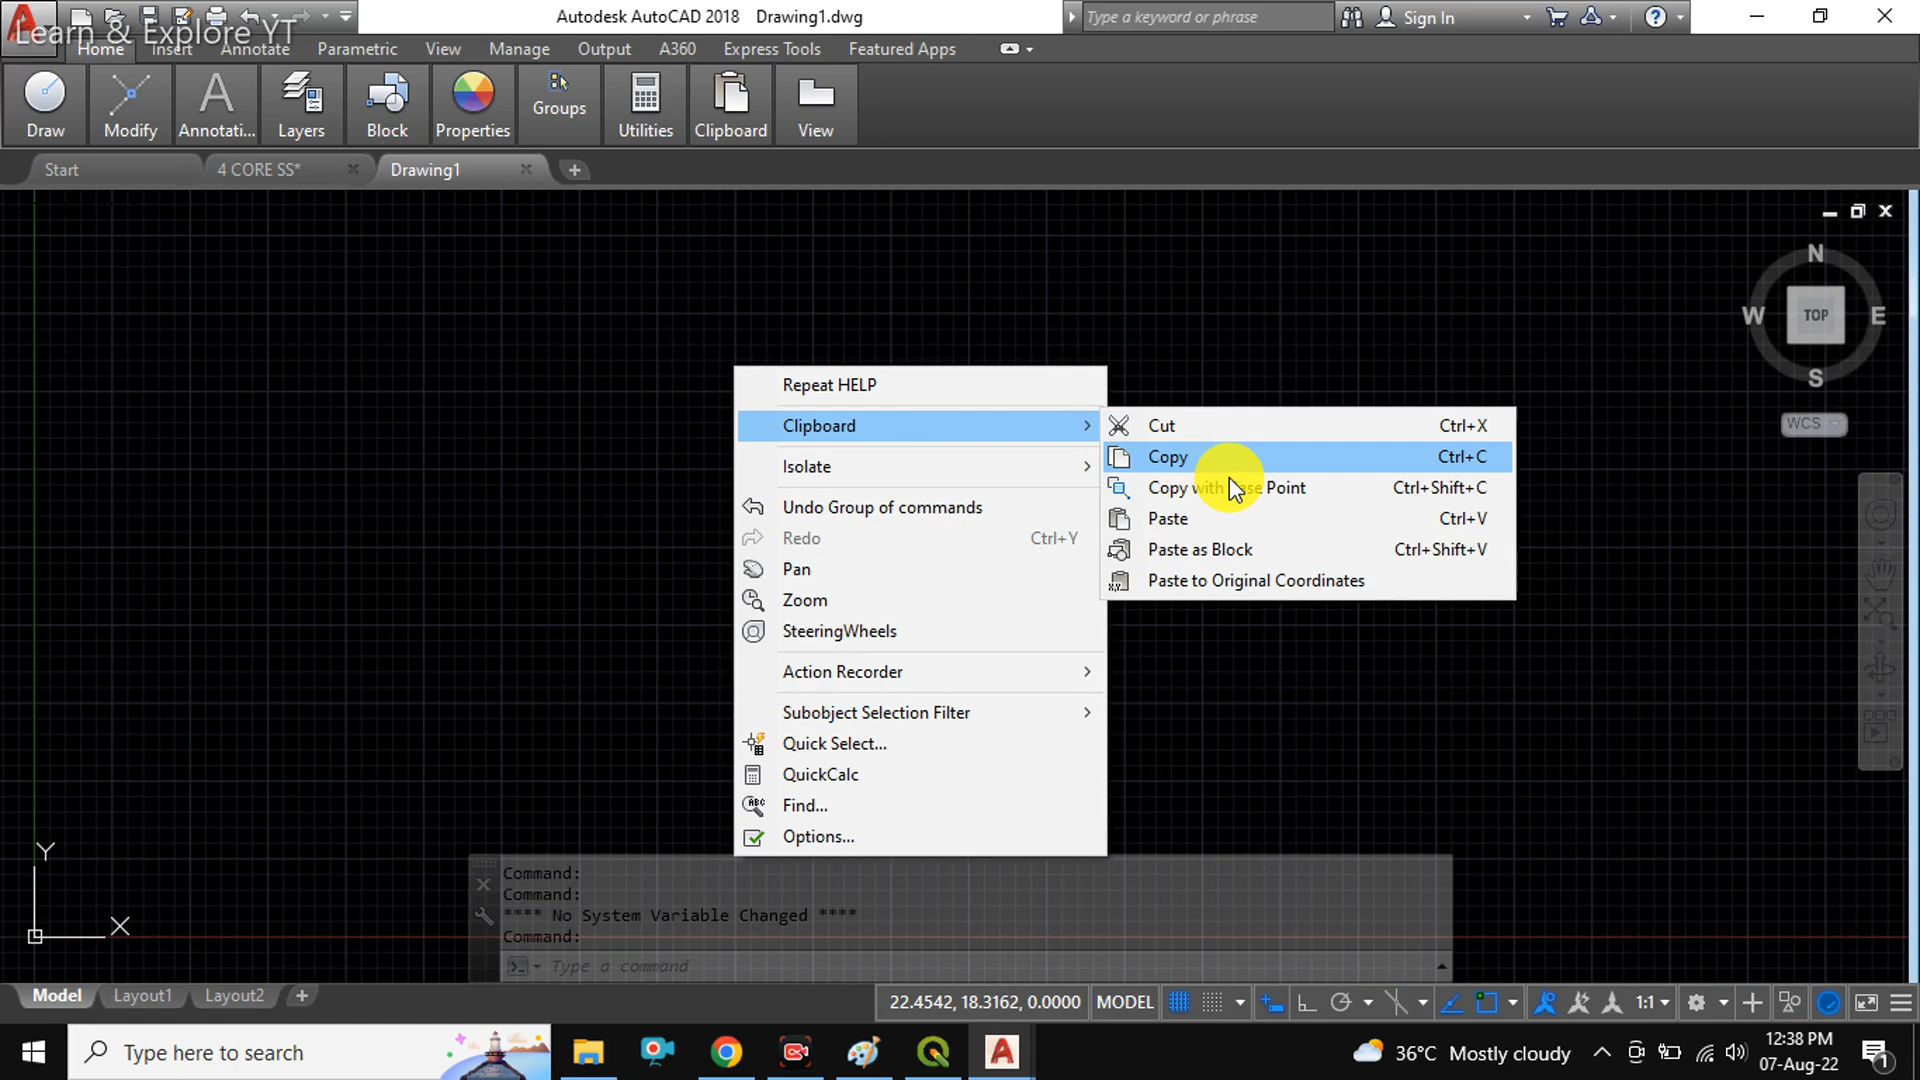 Autodesk AutoCAD 2018 Drawing1.dwg
Type a keyword or phrase
Sign In
Learn & Explore YT
Home Insert Annotate Parametric View Manage Output A360 Express Tools Featured Apps
Draw Modify Annotati... Layers Block Properties Groups Utilities Clipboard View
Start 4 CORE SS* Drawing1
N
W TOP E
S
WCS
Repeat HELP
Clipboard
Isolate
Undo Group of commands
Redo Ctrl+Y
Pan
Zoom
SteeringWheels
Action Recorder
Subobject Selection Filter
Quick Select...
QuickCalc
Find...
Options...
Cut Ctrl+X
Copy Ctrl+C
Copy with Base Point Ctrl+Shift+C
Paste Ctrl+V
Paste as Block Ctrl+Shift+V
Paste to Original Coordinates
Y
X
Command:
Command:
**** No System Variable Changed ****
Command:
Type a command
Model Layout1 Layout2
22.4542, 18.3162, 0.0000 MODEL 1:1
Type here to search
36°C Mostly cloudy
12:38 PM
07-Aug-22
1